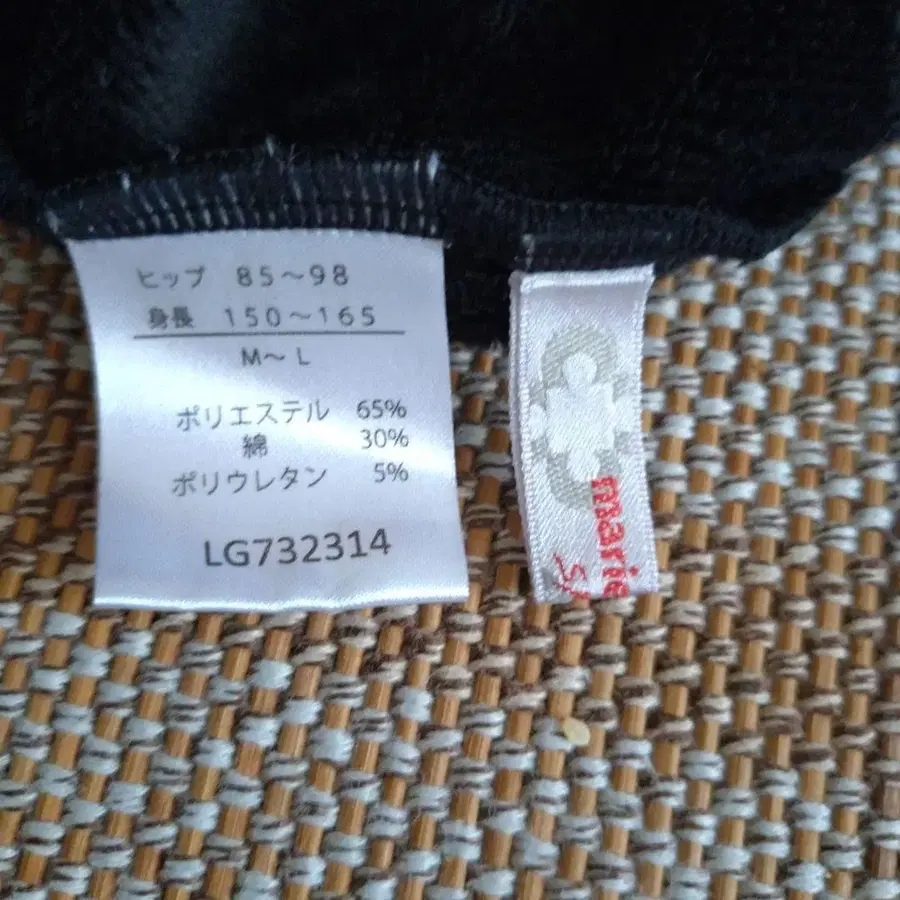 ヒップ 85～98
身長 150～165
M～ L
ポリエステル 65%
綿 30%
ポリウレタン 5%
LG732314
marie